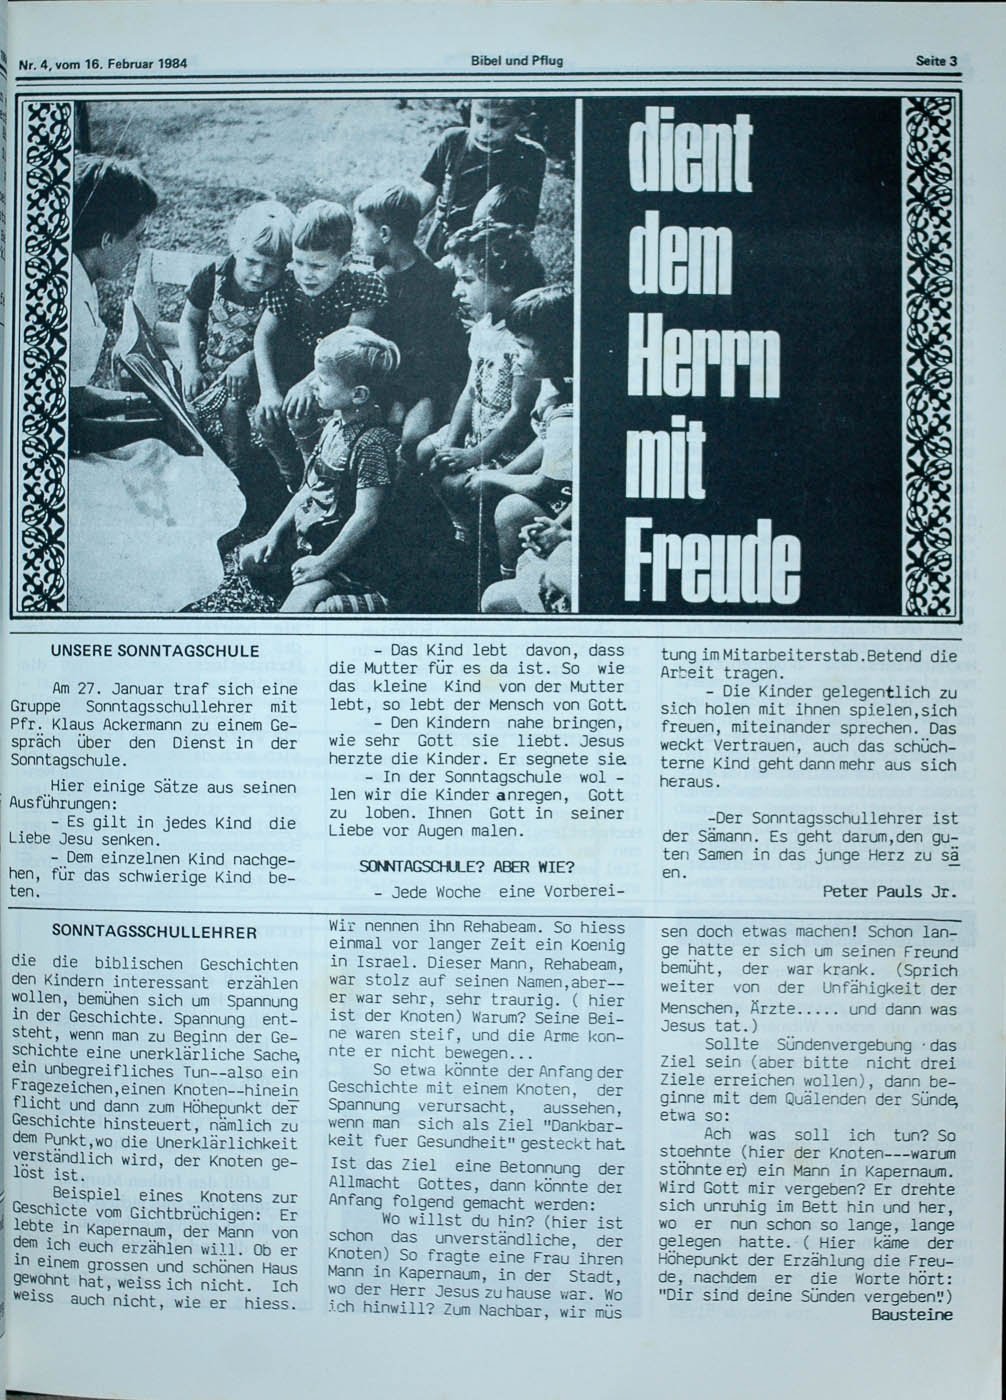 Nr. 4, vom 16. Februar 1984
Bibel und Pflug
Seite 3
dient
dem
Herrn
mit
Freude
UNSERE SONNTAGSCHULE
Am 27. Januar traf sich eine
Gruppe Sonntagsschullehrer mit
Pfr. Klaus Ackermann zu einem Ge-
spräch über den Dienst in der
Sonntagschule.
Hier einige Sätze aus seinen
Ausführungen:
- Es gilt in jedes Kind die
Liebe Jesu senken.
- Dem einzelnen Kind nachge-
hen, für das schwierige Kind be-
ten.
- Das Kind lebt davon, dass
die Mutter für es da ist. So wie
das kleine Kind von der Mutter
lebt, so lebt der Mensch von Gott.
- Den Kindern nahe bringen,
wie sehr Gott sie liebt. Jesus
herzte die Kinder. Er segnete sie.
- In der Sonntagschule wol -
len wir die Kinder anregen, Gott
zu loben. Ihnen Gott in seiner
Liebe vor Augen malen.
SONNTAGSCHULE? ABER WIE?
- Jede Woche eine Vorberei-
tung im Mitarbeiterstab.Betend die
Arbeit tragen.
- Die Kinder gelegentlich zu
sich holen mit ihnen spielen,sich
freuen, miteinander sprechen. Das
weckt Vertrauen, auch das schüch-
terne Kind geht dann mehr aus sich
heraus.
-Der Sonntagsschullehrer ist
der Sämann. Es geht darum,den gu-
ten Samen in das junge Herz zu sä
en.
Peter Pauls Jr.
SONNTAGSSCHULLEHRER
die die biblischen Geschichten
den Kindern interessant erzählen
wollen, bemühen sich um Spannung
in der Geschichte. Spannung ent-
steht, wenn man zu Beginn der Ge-
schichte eine unerklärliche Sache,
ein unbegreifliches Tun--also ein
Fragezeichen,einen Knoten--hinein
flicht und dann zum Höhepunkt der
Geschichte hinsteuert, nämlich zu
dem Punkt,wo die Unerklärlichkeit
verständlich wird, der Knoten ge-
löst ist.
Beispiel eines Knotens zur
Geschicte vom Gichtbrüchigen: Er
lebte in Kapernaum, der Mann von
dem ich euch erzählen will. Ob er
in einem grossen und schönen Haus
gewohnt hat, weiss ich nicht. Ich
weiss auch nicht, wie er hiess.
Wir nennen ihn Rehabeam. So hiess
einmal vor langer Zeit ein Koenig
in Israel. Dieser Mann, Rehabeam,
war stolz auf seinen Namen,aber--
er war sehr, sehr traurig. ( hier
ist der Knoten) Warum? Seine Bei-
ne waren steif, und die Arme kon-
nte er nicht bewegen...
So etwa könnte der Anfang der
Geschichte mit einem Knoten, der
Spannung verursacht, aussehen,
wenn man sich als Ziel "Dankbar-
keit fuer Gesundheit" gesteckt hat.
Ist das Ziel eine Betonnung der
Allmacht Gottes, dann könnte der
Anfang folgend gemacht werden:
Wo willst du hin? (hier ist
schon das unverständliche, der
Knoten) So fragte eine Frau ihren
Mann in Kapernaum, in der Stadt,
wo der Herr Jesus zu hause war. Wo
ich hinwill? Zum Nachbar, wir müs
sen doch etwas machen! Schon lan-
ge hatte er sich um seinen Freund
bemüht, der war krank. (Sprich
weiter von der Unfähigkeit der
Menschen, Ärzte..... und dann was
Jesus tat.)
Sollte Sündenvergebung das
Ziel sein (aber bitte nicht drei
Ziele erreichen wollen), dann be-
ginne mit dem Quälenden der Sünde,
etwa so:
Ach was soll ich tun? So
stoehnte (hier der Knoten---warum
stöhnte er) ein Mann in Kapernaum.
Wird Gott mir vergeben? Er drehte
sich unruhig im Bett hin und her,
wo er nun schon so lange, lange
gelegen hatte. ( Hier käme der
Höhepunkt der Erzählung die Freu-
de, nachdem er die Worte hört:
"Dir sind deine Sünden vergeben!")
Bausteine